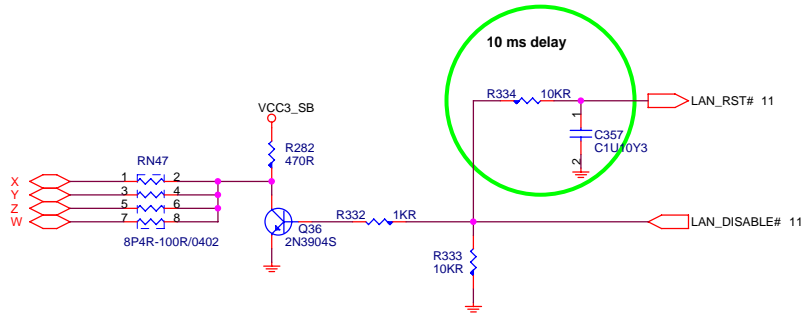 10 ms delay
R334
10KR
LAN_RST# 11
1
C357
C1U10Y3
2
VCC3_SB
R282
470R
RN47
X
1
2
Y
3
4
Z
5
6
W
7
8
8P4R-100R/0402
Q36
2N3904S
R332
1KR
LAN_DISABLE# 11
R333
10KR